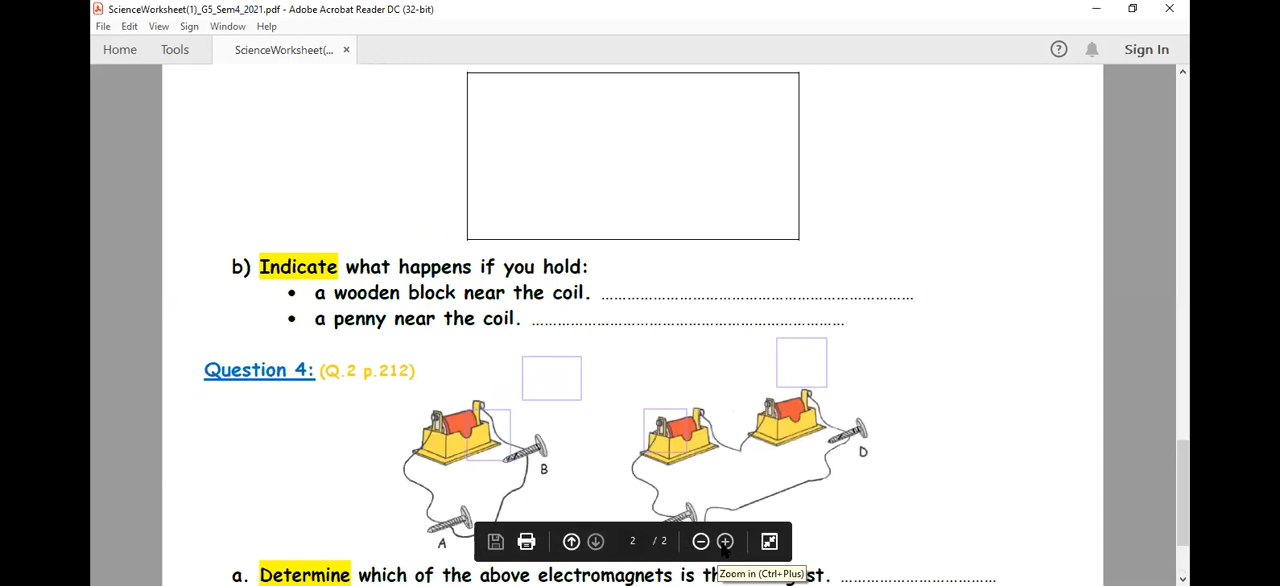 ScienceWorksheet(1)_G5_Sem4_2021.pdf - Adobe Acrobat Reader DC (32-bit)
File Edit View Sign Window Help
Home Tools ScienceWorksheet(... × Sign In
b) Indicate what happens if you hold:
• a wooden block near the coil. ........................................................................
• a penny near the coil. ........................................................................
Question 4: (Q.2 p.212)
B
D
A
2 / 2
Zoom in (Ctrl+Plus)
a. Determine which of the above electromagnets is th st. ....................................